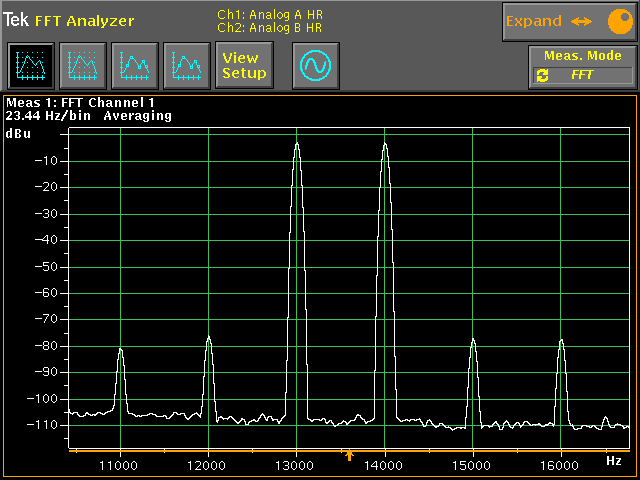 Tek FFT Analyzer
Ch1: Analog A HR
Ch2: Analog B HR
Expand
View
Setup
Meas. Mode
FFT
Meas 1: FFT Channel 1
23.44 Hz/bin Averaging
dBu
-10
-20
-30
-40
-50
-60
-70
-80
-90
-100
-110
11000 12000 13000 14000 15000 16000 Hz